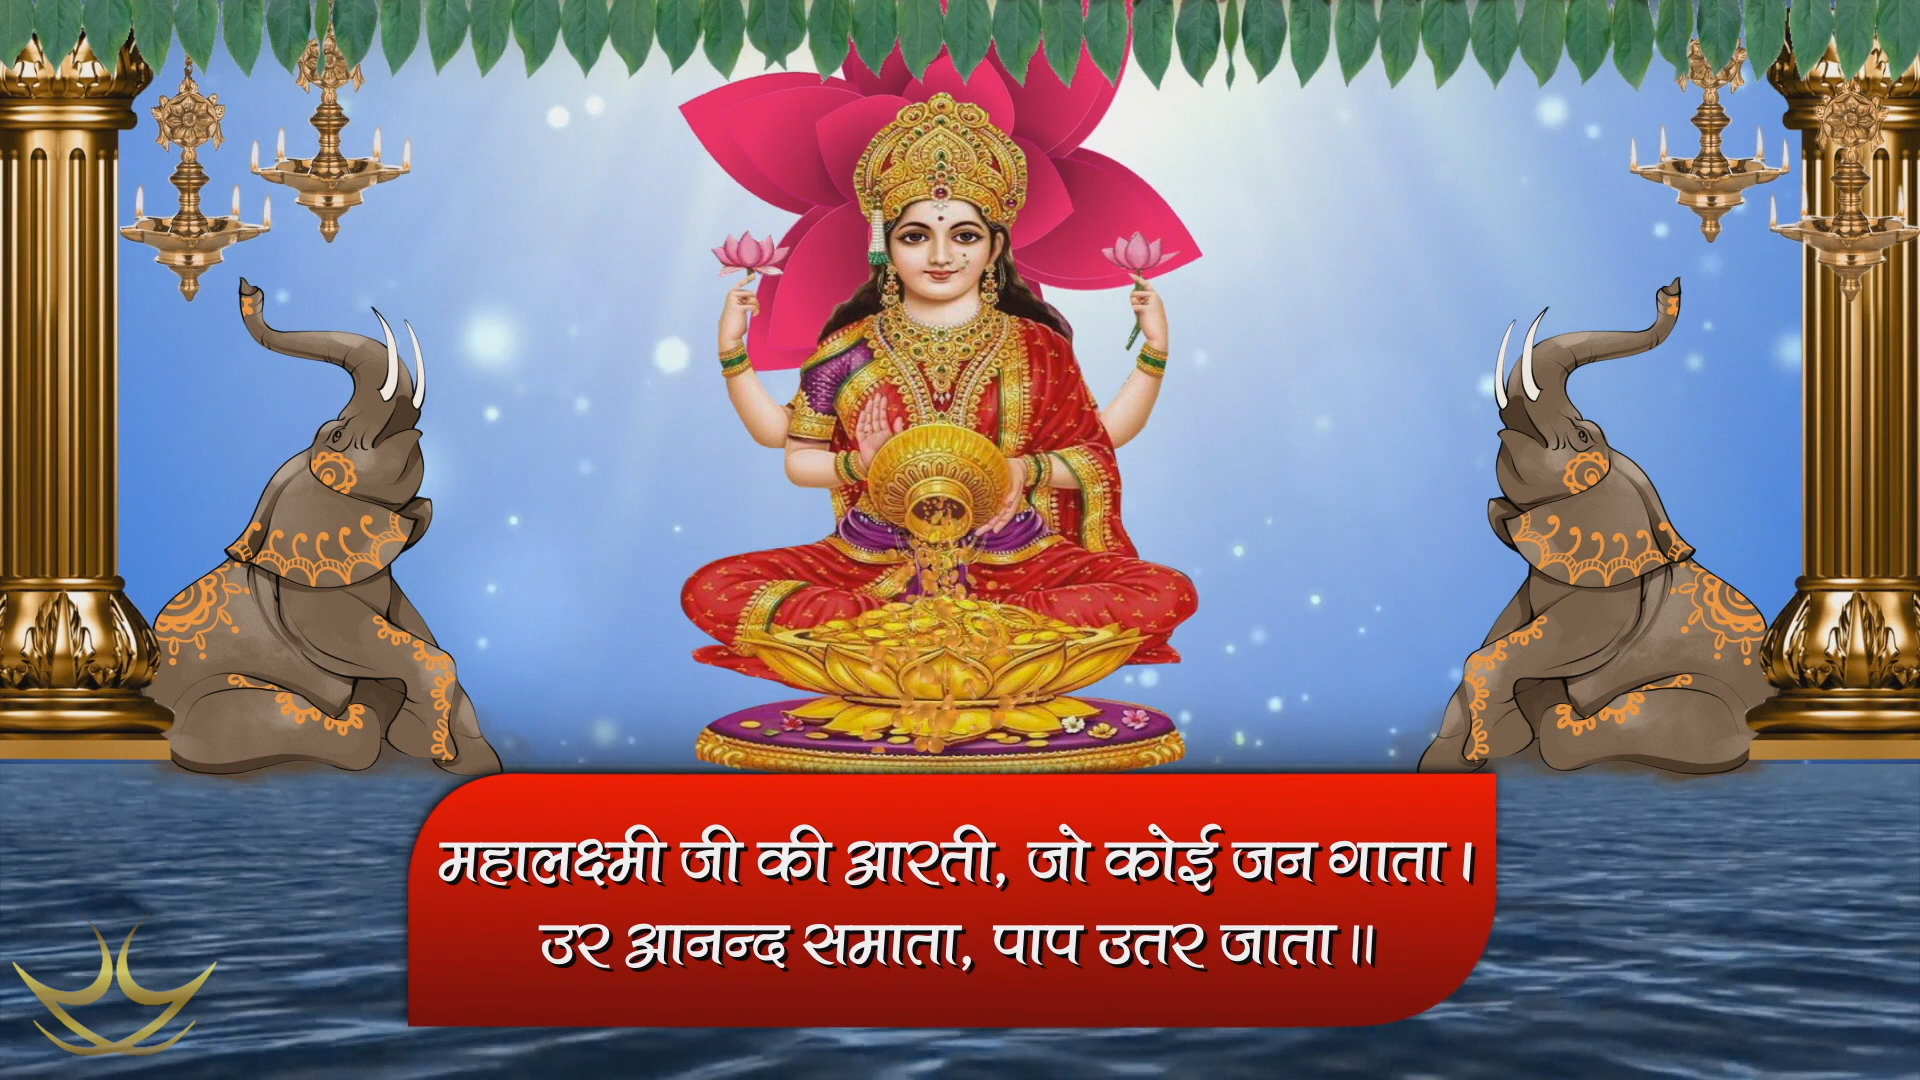 महालक्ष्मी जी की आरती, जो कोई जन गाता।
उर आनन्द समाता, पाप उतर जाता॥